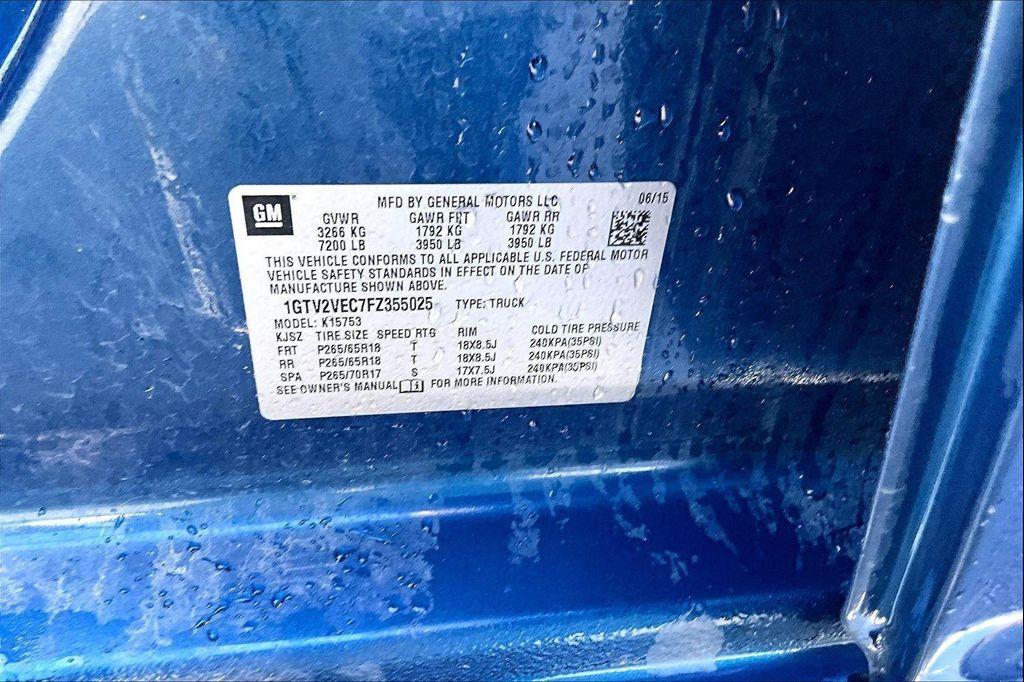 GM
MFD BY GENERAL MOTORS LLC 06/15
GVWR GAWR FRT GAWR RR
3266 KG 1792 KG 1792 KG
7200 LB 3950 LB 3950 LB
THIS VEHICLE CONFORMS TO ALL APPLICABLE U.S. FEDERAL MOTOR
VEHICLE SAFETY STANDARDS IN EFFECT ON THE DATE OF
MANUFACTURE SHOWN ABOVE.
1GTV2VEC7FZ355025 TYPE: TRUCK
MODEL: K15753
KJSZ TIRE SIZE SPEED RTG RIM COLD TIRE PRESSURE
FRT P265/65R18 T 18X8.5J 240KPA(35PSI)
RR P265/65R18 T 18X8.5J 240KPA(35PSI)
SPA P265/70R17 S 17X7.5J 240KPA(35PSI)
SEE OWNER'S MANUAL i FOR MORE INFORMATION.